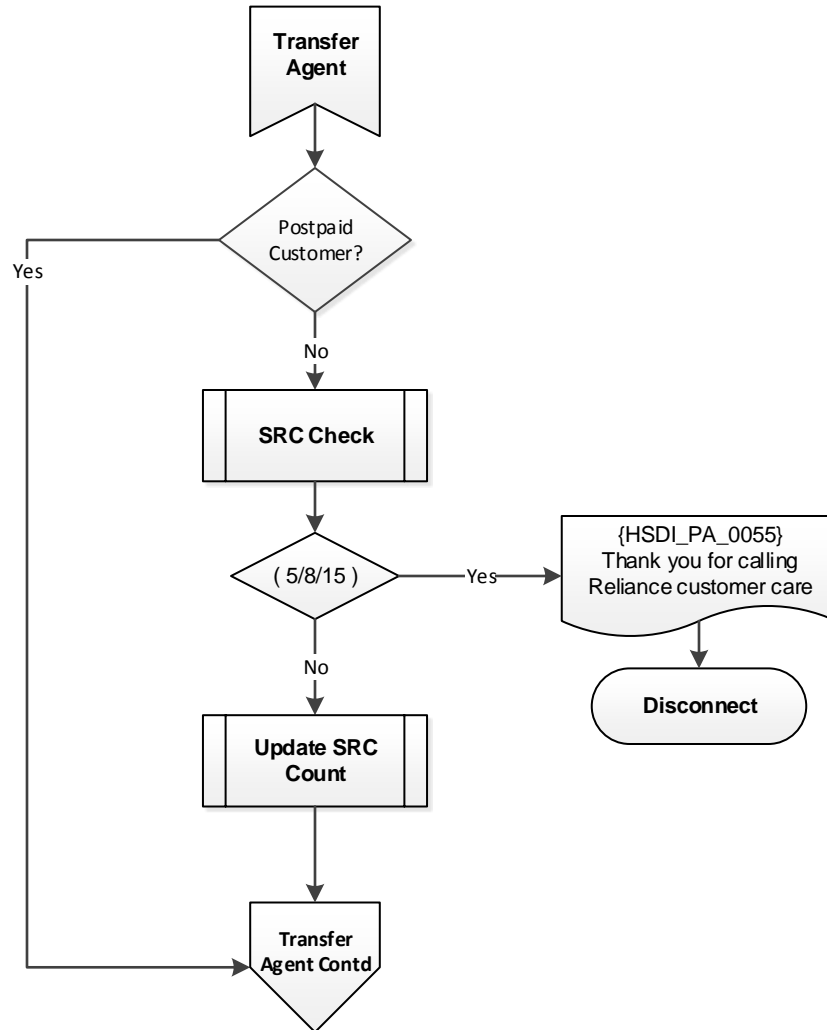 Transfer
Agent
Postpaid
Customer?
Yes
No
SRC Check
( 5/8/15 )
Yes
{HSDI_PA_0055}
Thank you for calling
Reliance customer care
No
Disconnect
Update SRC
Count
Transfer
Agent Contd